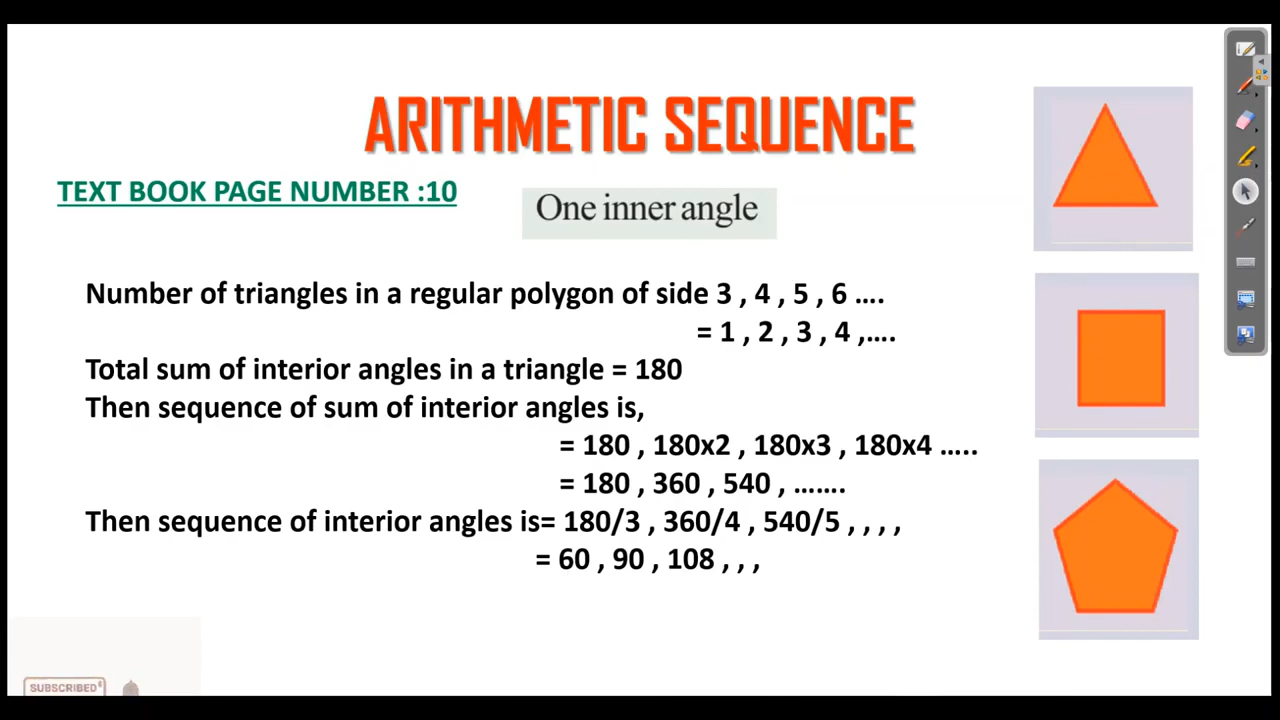 ARITHMETIC SEQUENCE
TEXT BOOK PAGE NUMBER :10
One inner angle
Number of triangles in a regular polygon of side 3 , 4 , 5 , 6 ....
= 1 , 2 , 3 , 4 ,....
Total sum of interior angles in a triangle = 180
Then sequence of sum of interior angles is,
= 180 , 180x2 , 180x3 , 180x4 …..
= 180 , 360 , 540 , …….
Then sequence of interior angles is= 180/3 , 360/4 , 540/5 , , , ,
= 60 , 90 , 108 , , ,
SUBSCRIBED